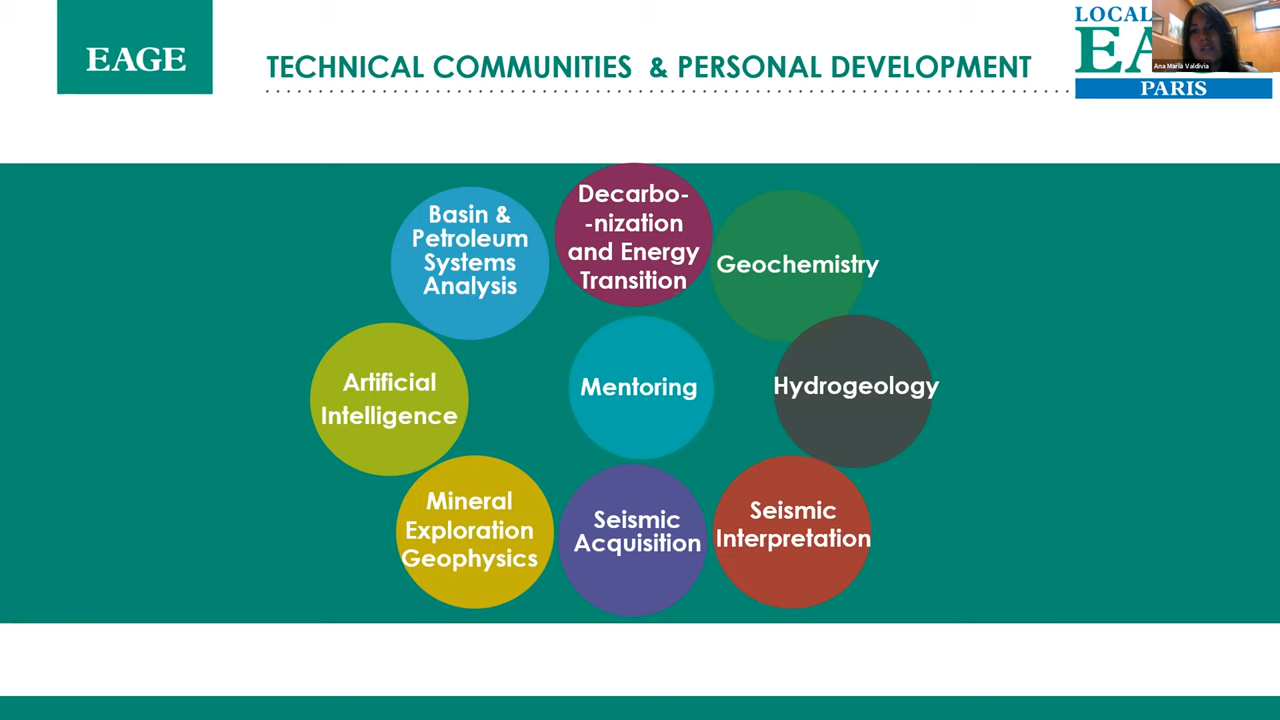 EAGE
TECHNICAL COMMUNITIES & PERSONAL DEVELOPMENT
LOCAL
EA
Ana María Valdivia
PARIS
Basin &
Petroleum
Systems
Analysis
Decarbo-
-nization
and Energy
Transition
Geochemistry
Artificial
Intelligence
Mentoring
Hydrogeology
Mineral
Exploration
Geophysics
Seismic
Acquisition
Seismic
Interpretation